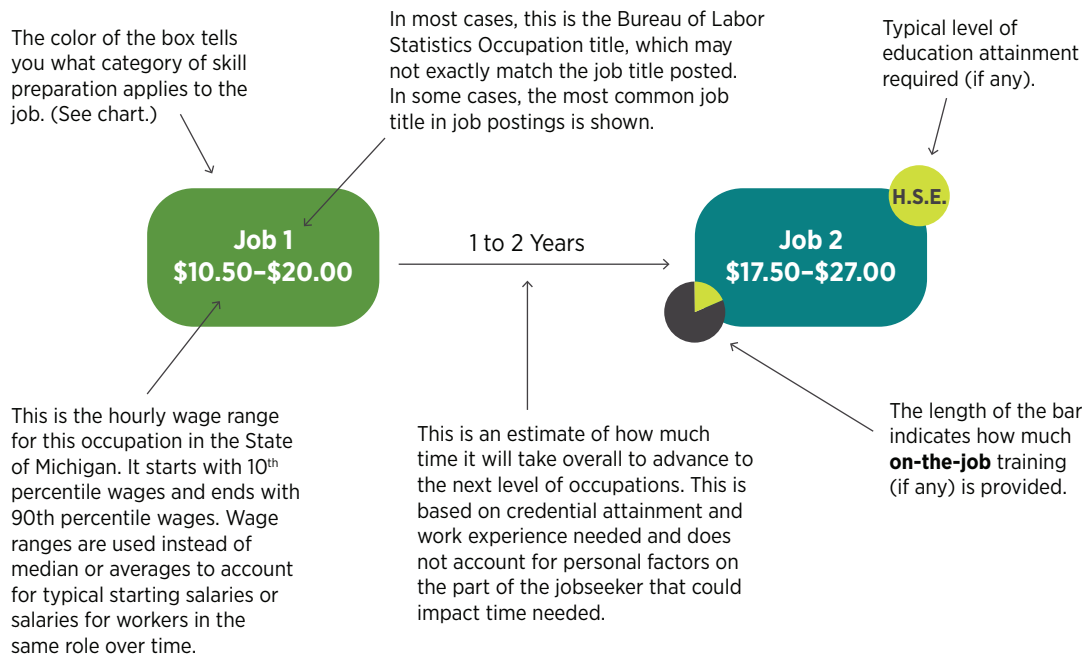 The color of the box tells
you what category of skill
preparation applies to the
job. (See chart.)
In most cases, this is the Bureau of Labor
Statistics Occupation title, which may
not exactly match the job title posted.
In some cases, the most common job
title in job postings is shown.
Typical level of
education attainment
required (if any).
Job 1
$10.50–$20.00
1 to 2 Years
H.S.E.
Job 2
$17.50–$27.00
This is the hourly wage range
for this occupation in the State
of Michigan. It starts with 10th
percentile wages and ends with
90th percentile wages. Wage
ranges are used instead of
median or averages to account
for typical starting salaries or
salaries for workers in the
same role over time.
This is an estimate of how much
time it will take overall to advance to
the next level of occupations. This is
based on credential attainment and
work experience needed and does
not account for personal factors on
the part of the jobseeker that could
impact time needed.
The length of the bar
indicates how much
on-the-job training
(if any) is provided.